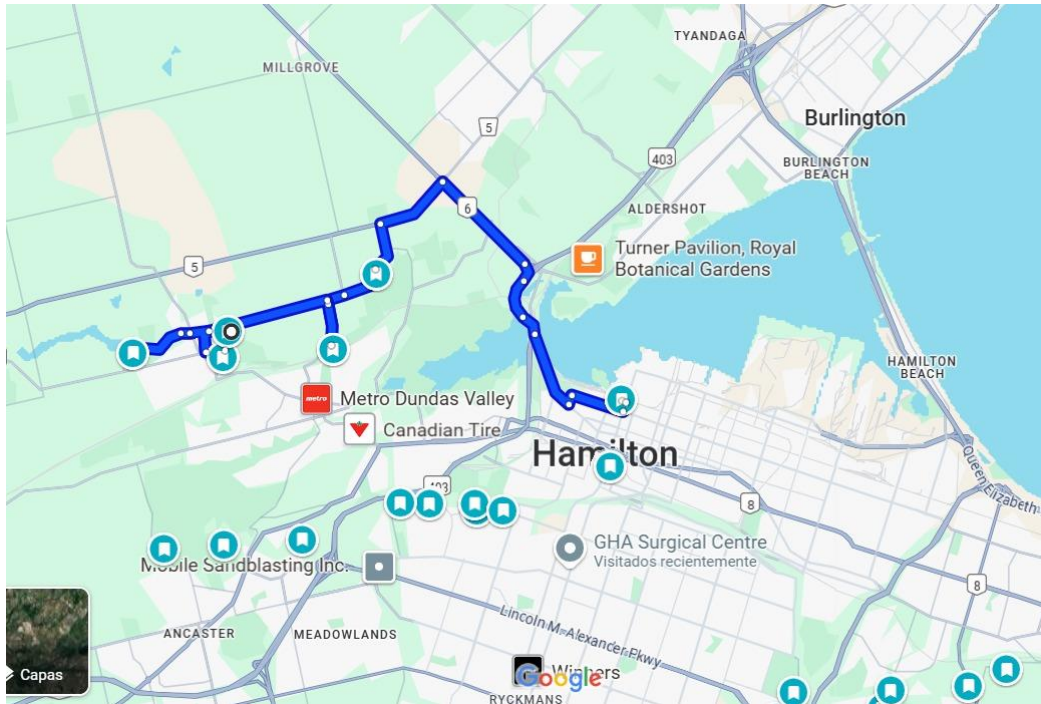 TYANDAGA
MILLGROVE
Burlington
5
403
BURLINGTON
BEACH
6
ALDERSHOT
Turner Pavilion, Royal
Botanical Gardens
5
HAMILTON
BEACH
metro
Metro Dundas Valley
Canadian Tire
Hamilton
Queen Elizabeth
403
8
GHA Surgical Centre
Visitados recientemente
Mobile Sandblasting Inc.
8
Lincoln M. Alexander Pkwy
ANCASTER
MEADOWLANDS
Capas
Winners
Google
RYCKMANS